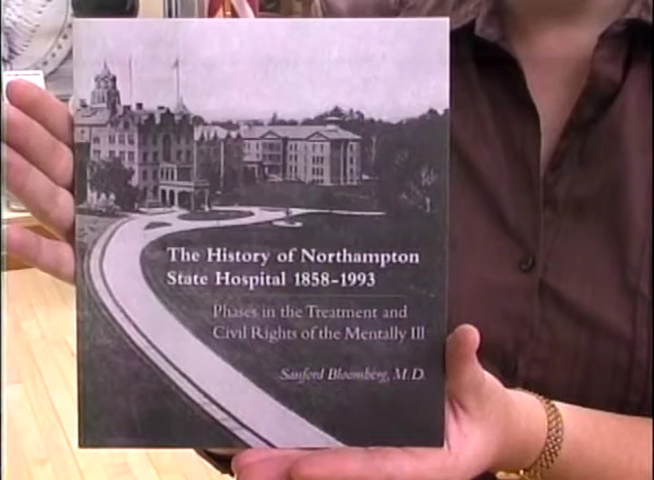 The History of Northampton
State Hospital 1858-1993
Phases in the Treatment and
Civil Rights of the Mentally Ill
Sanford Bloomberg, M.D.